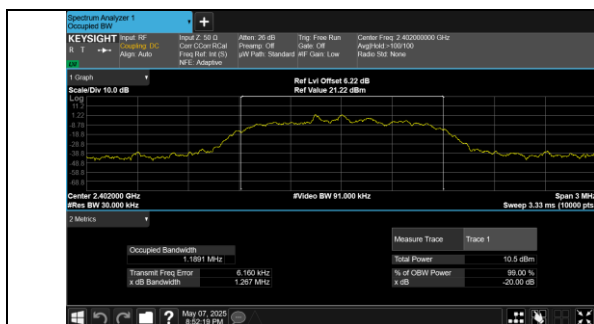 Spectrum Analyzer 1
Occupied BW
+
KEYSIGHT
R T
Input: RF
Coupling: DC
Align: Auto
Input Z: 50 Ω
Corr CCorr RCal
Freq Ref: Int (S)
NFE: Adaptive
Atten: 26 dB
Preamp: Off
µW Path: Standard
Trig: Free Run
Gate: Off
#IF Gain: Low
Center Freq: 2.402000000 GHz
Avg|Hold:>100/100
Radio Std: None
1 Graph
Scale/Div 10.0 dB
Ref Lvl Offset 6.22 dB
Ref Value 21.22 dBm
Log
11.2
1.22
-8.78
-18.8
-28.8
-38.8
-48.8
-58.8
-68.8
Center 2.402000 GHz
#Res BW 30.000 kHz
#Video BW 91.000 kHz
Span 3 MHz
Sweep 3.33 ms (10000 pts
2 Metrics
Measure Trace Trace 1
Occupied Bandwidth
1.1891 MHz
Total Power 10.5 dBm
Transmit Freq Error 6.160 kHz
% of OBW Power 99.00 %
x dB Bandwidth 1.267 MHz
x dB -20.00 dB
?
May 07, 2025
8:52:19 PM